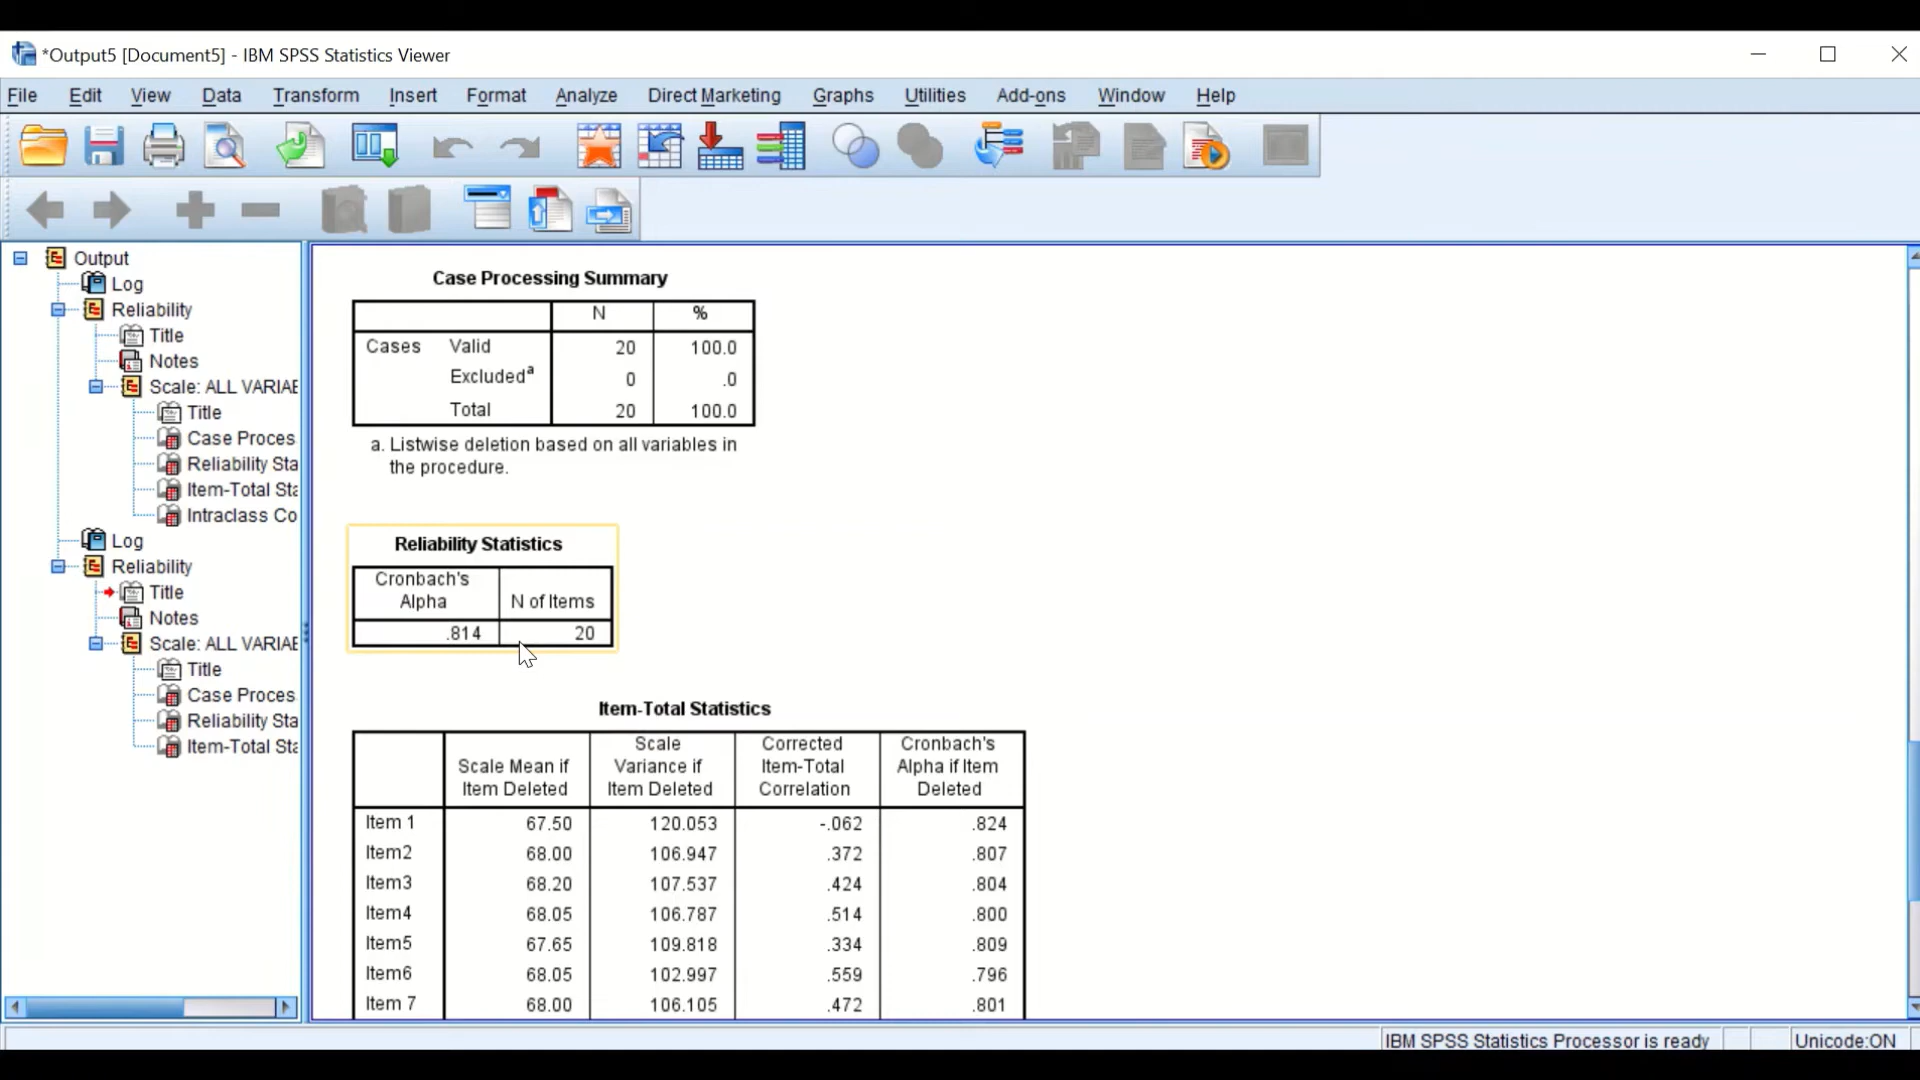 *Output5 [Document5] - IBM SPSS Statistics Viewer
File Edit View Data Transform Insert Format Analyze Direct Marketing Graphs Utilities Add-ons Window Help
Output
Log
Reliability
Title
Notes
Scale: ALL VARIAE
Title
Case Proces
Reliability Sta
Item-Total Sta
Intraclass Co
Log
Reliability
Title
Notes
Scale: ALL VARIAE
Title
Case Proces
Reliability Sta
Item-Total Sta
Case Processing Summary
N %
Cases Valid 20 100.0
Excludedª 0 .0
Total 20 100.0
a. Listwise deletion based on all variables in
the procedure.
Reliability Statistics
Cronbach's
Alpha N of Items
.814 20
Item-Total Statistics
Scale Mean if
Item Deleted
Scale
Variance if
Item Deleted
Corrected
Item-Total
Correlation
Cronbach's
Alpha if Item
Deleted
Item 1 67.50 120.053 -.062 .824
Item2 68.00 106.947 .372 .807
Item3 68.20 107.537 .424 .804
Item4 68.05 106.787 .514 .800
Item5 67.65 109.818 .334 .809
Item6 68.05 102.997 .559 .796
Item 7 68.00 106.105 .472 .801
IBM SPSS Statistics Processor is ready Unicode:ON